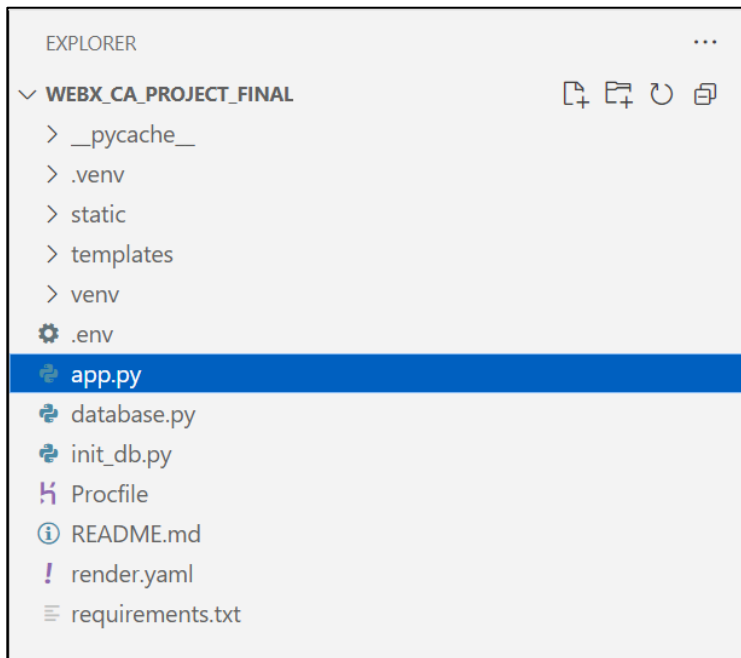 EXPLORER
WEBX_CA_PROJECT_FINAL
__pycache__
.venv
static
templates
venv
.env
app.py
database.py
init_db.py
Procfile
README.md
render.yaml
requirements.txt